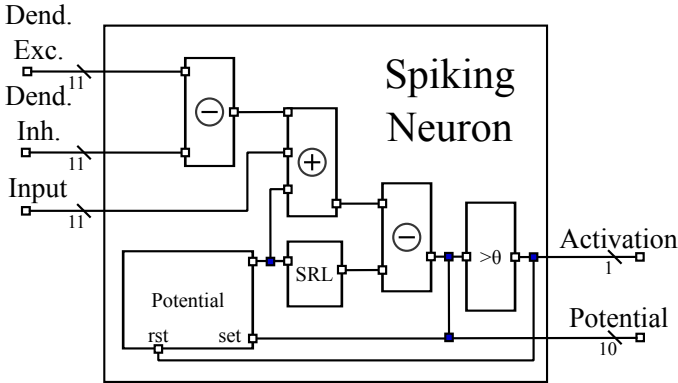 Dend.
Exc.
11
Dend.
Inh.
11
Input
11
Spiking
Neuron
−
+
−
>θ
SRL
Potential
rst
set
Activation
1
Potential
10